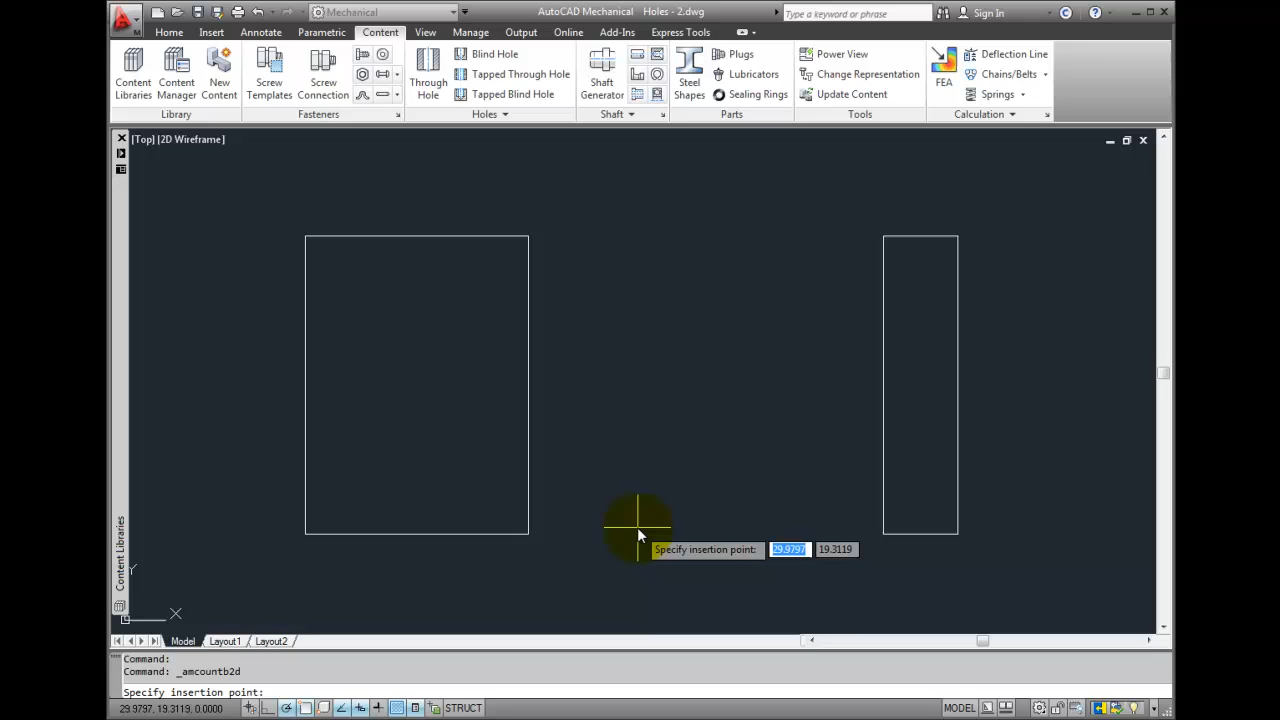 Mechanical
AutoCAD Mechanical Holes - 2.dwg
Type a keyword or phrase
Sign In
M
Home Insert Annotate Parametric Content View Manage Output Online Add-Ins Express Tools
Content Libraries
Content Manager
New Content
Library
Screw Templates
Screw Connection
Fasteners
Through Hole
Blind Hole
Tapped Through Hole
Tapped Blind Hole
Holes
Shaft Generator
Shaft
Steel Shapes
Plugs
Lubricators
Sealing Rings
Parts
Power View
Change Representation
Update Content
Tools
FEA
Deflection Line
Chains/Belts
Springs
Calculation
[Top] [2D Wireframe]
Content Libraries
Specify insertion point: 29.9797 19.3119
Y
Model Layout1 Layout2
Command:
Command: _amcountb2d
Specify insertion point:
29.9797, 19.3119, 0.0000
STRUCT
MODEL